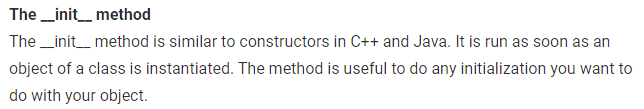 The __init__ method
The __init__ method is similar to constructors in C++ and Java. It is run as soon as an
object of a class is instantiated. The method is useful to do any initialization you want to
do with your object.